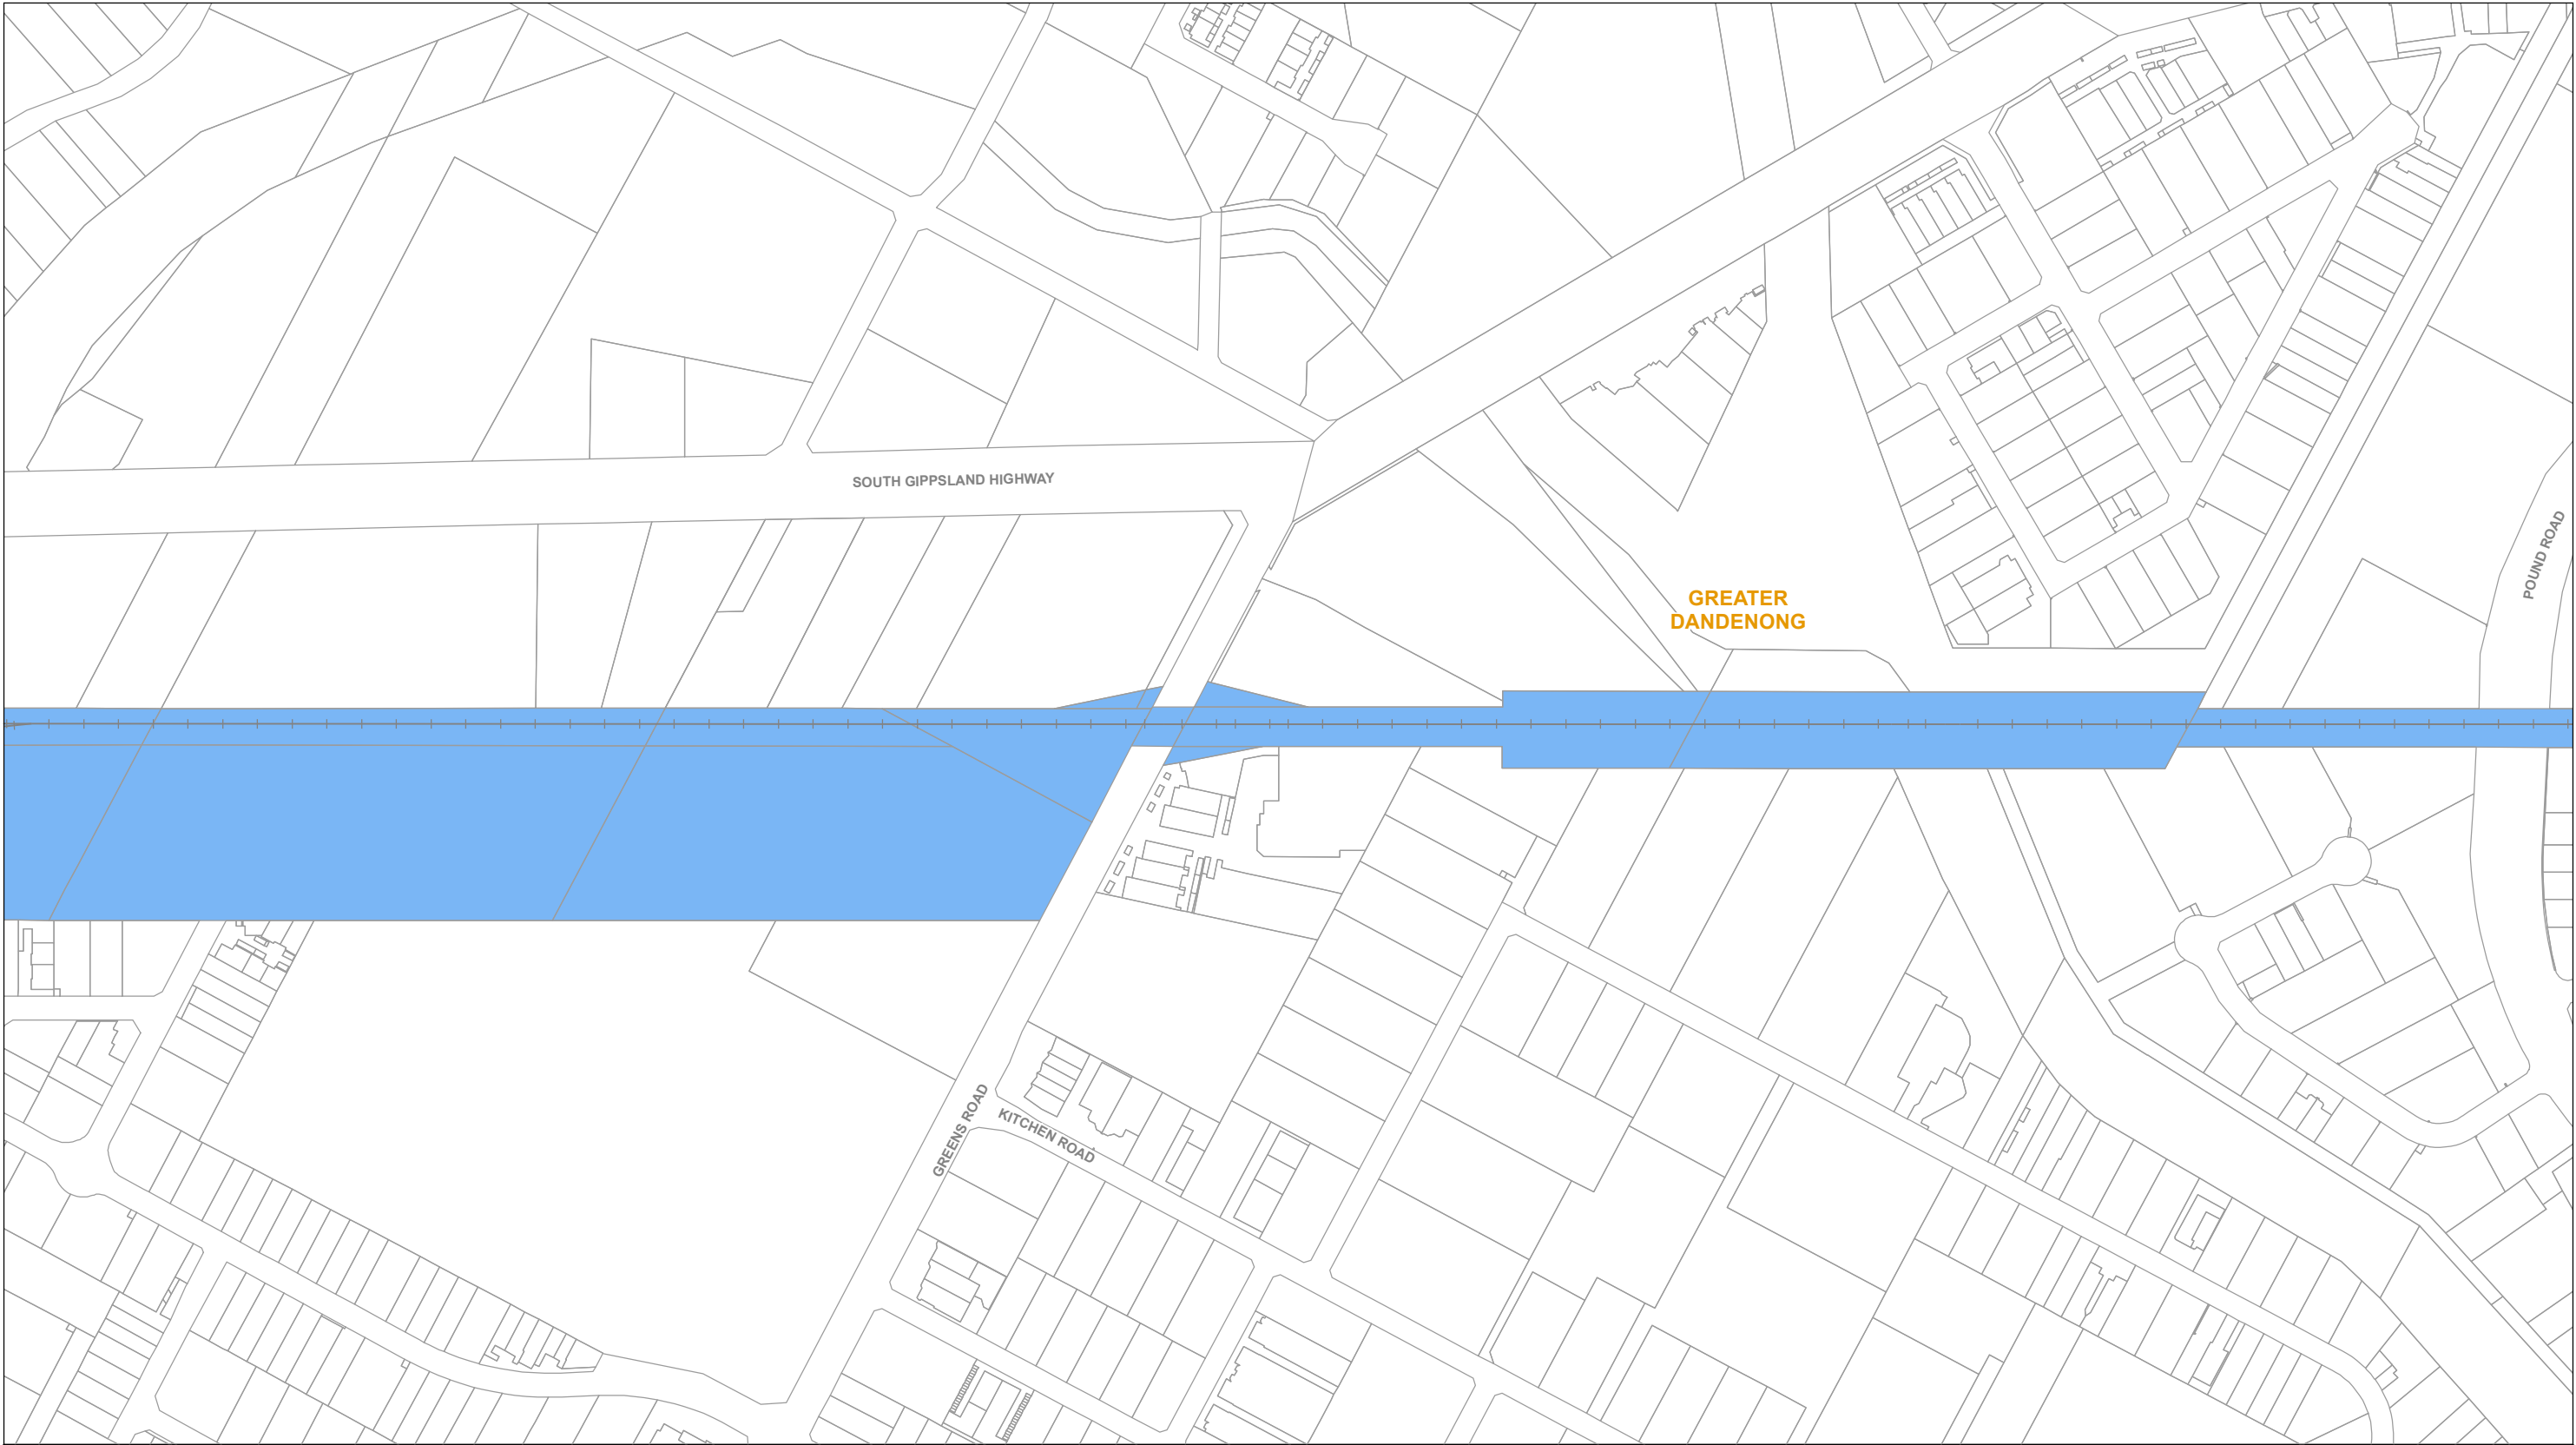 SOUTH GIPPSLAND HIGHWAY
POUND ROAD
GREATER
DANDENONG
GREENS ROAD
KITCHEN ROAD